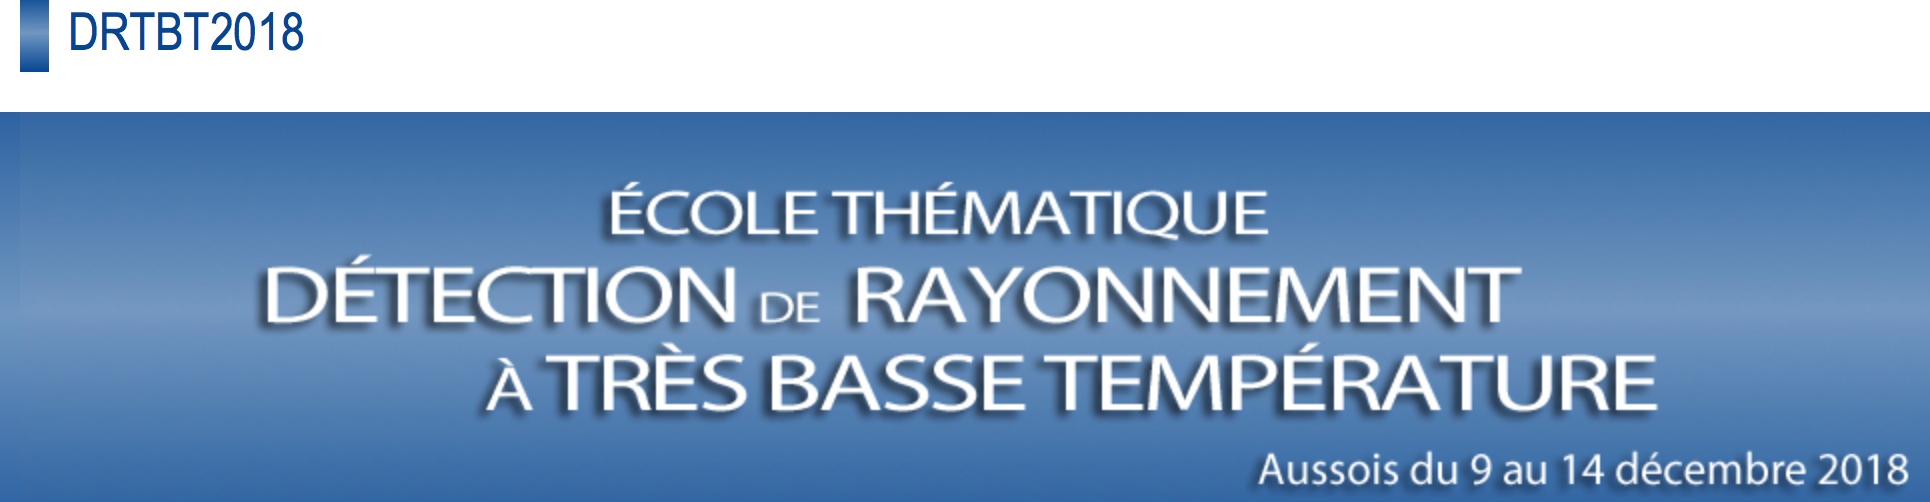 DRTBT2018
ÉCOLE THÉMATIQUE
DÉTECTION DE RAYONNEMENT
À TRÈS BASSE TEMPÉRATURE
Aussois du 9 au 14 décembre 2018